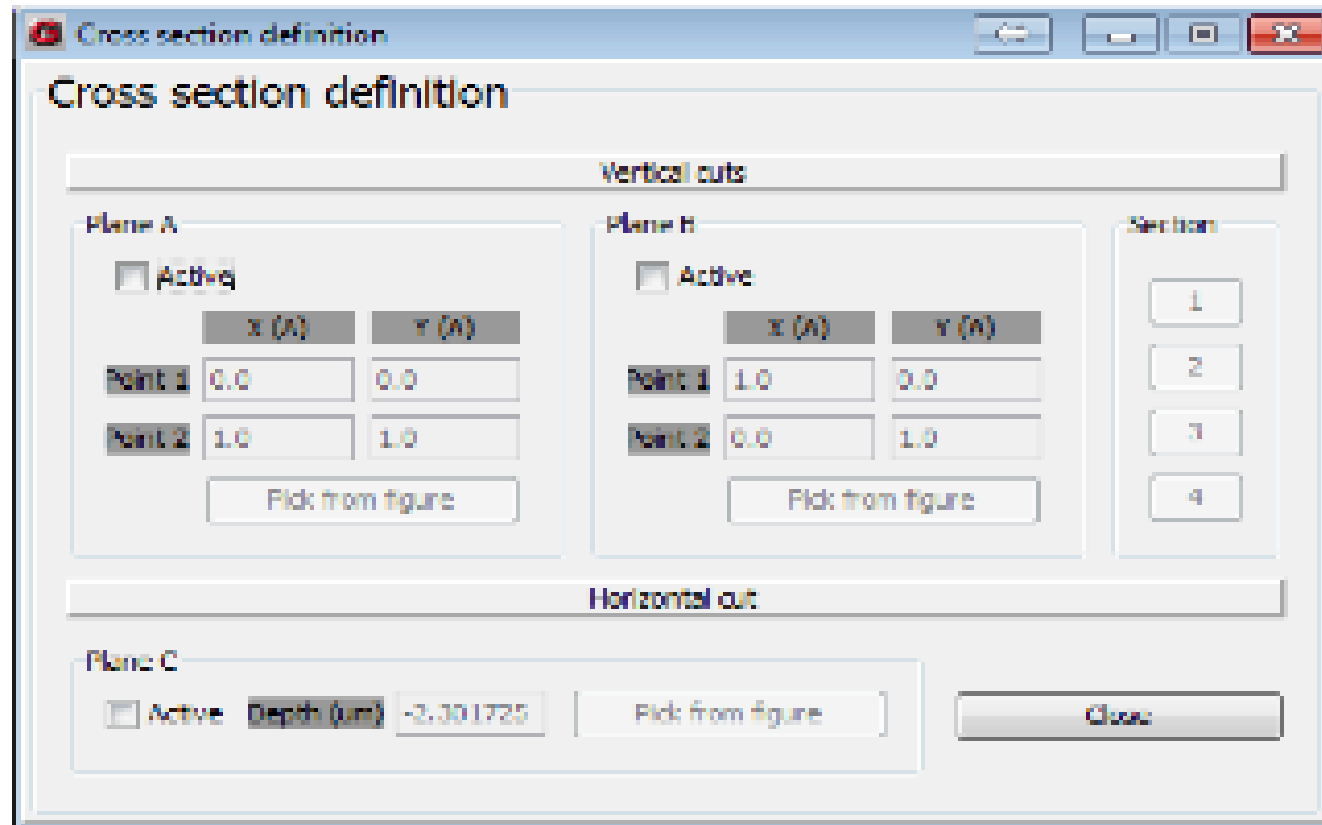 Cross section definition
Cross section definition
Vertical cuts
Plane A
Active
X (A) Y (A)
Point 1 0.0 0.0
Point 2 1.0 1.0
Pick from figure
Plane B
Active
X (A) Y (A)
Point 1 1.0 0.0
Point 2 0.0 1.0
Pick from figure
Section
1
2
3
4
Horizontal cut
Plane C
Active Depth (um) -2.301725 Pick from figure
Close